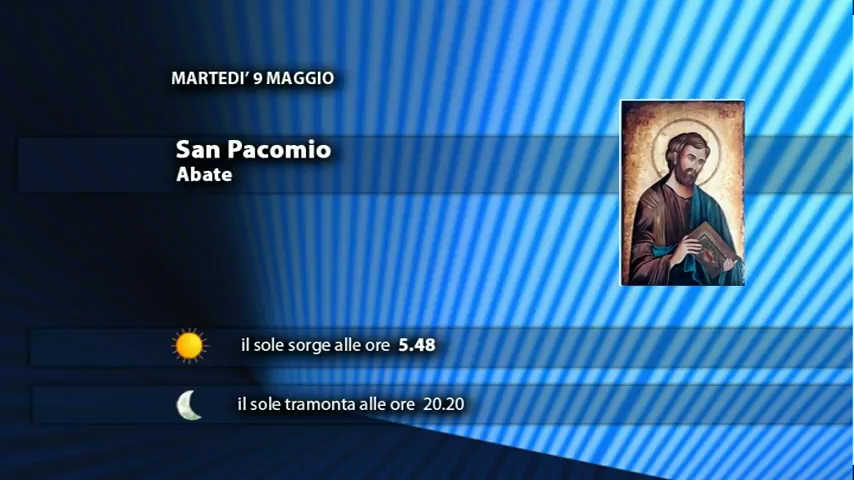 MARTEDI’ 9 MAGGIO
San Pacomio
Abate
il sole sorge alle ore 5.48
il sole tramonta alle ore 20.20